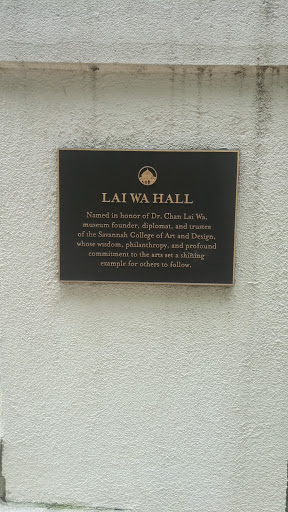 LAI WA HALL
Named in honor of Dr. Chan Lai Wa,
museum founder, diplomat, and trustee
of the Savannah College of Art and Design,
whose wisdom, philanthropy, and profound
commitment to the arts set a shining
example for others to follow.